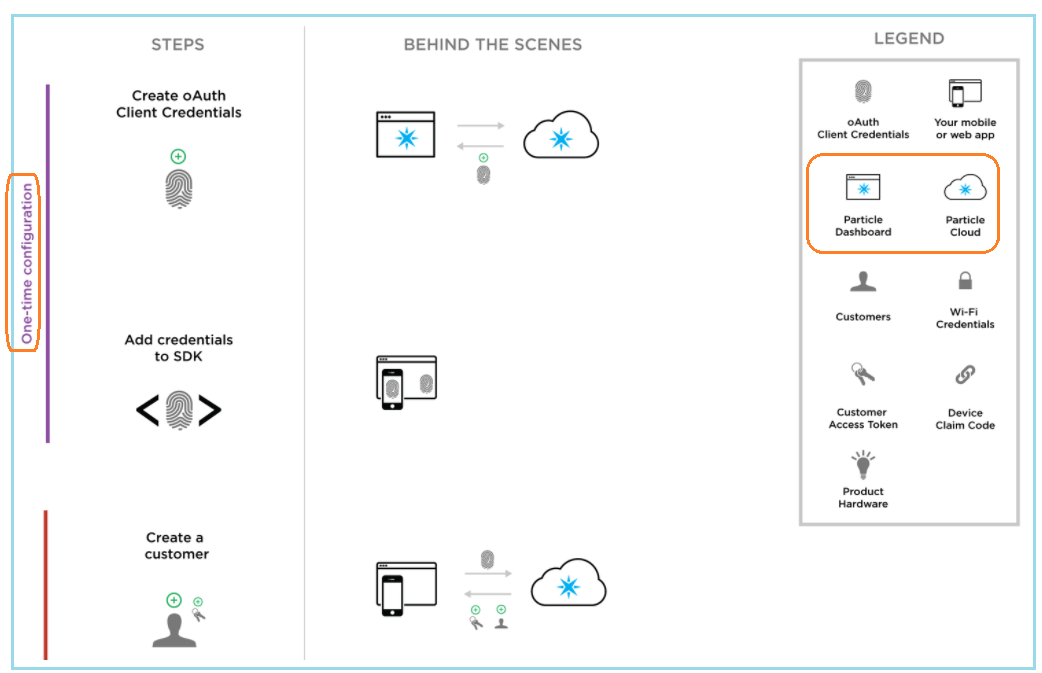 STEPS
BEHIND THE SCENES
LEGEND
One-time configuration
Create oAuth
Client Credentials
Add credentials
to SDK
Create a
customer
oAuth
Client Credentials
Your mobile
or web app
Particle
Dashboard
Particle
Cloud
Customers
Wi-Fi
Credentials
Customer
Access Token
Device
Claim Code
Product
Hardware